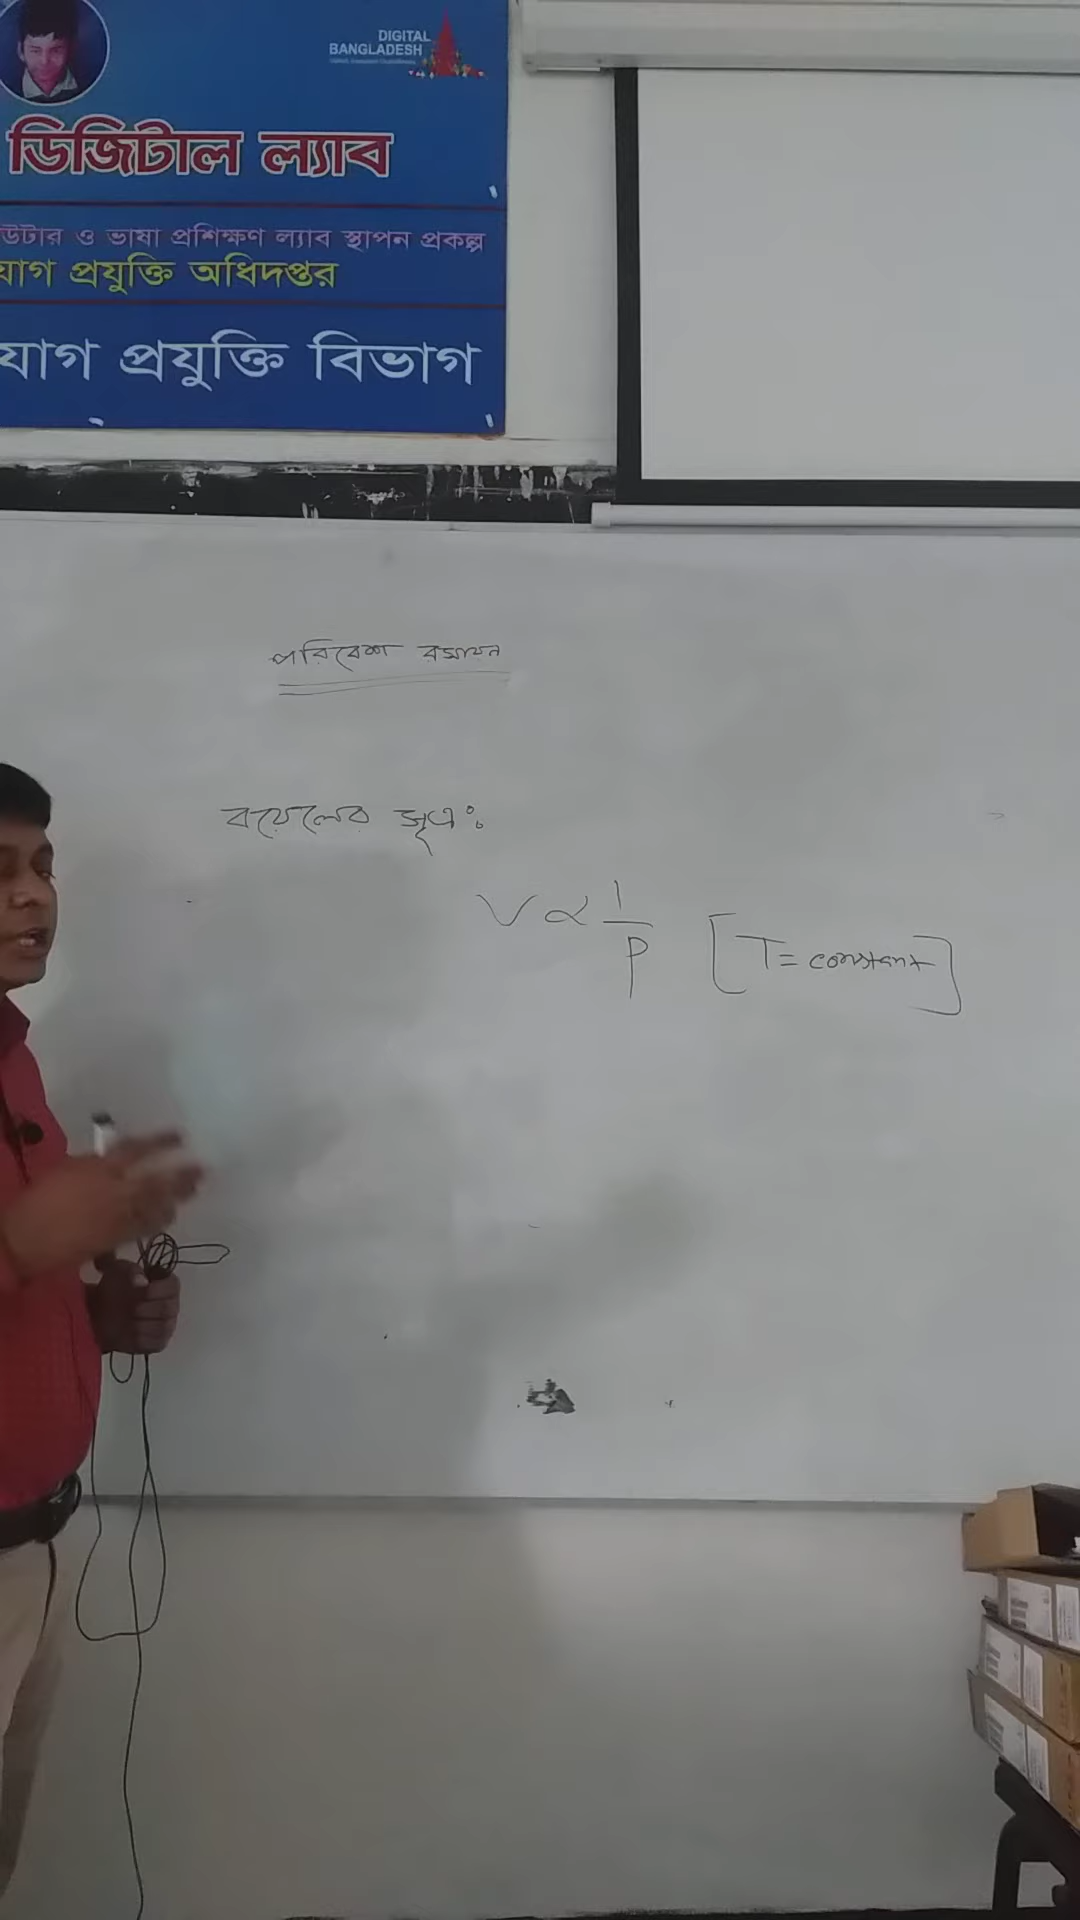 DIGITAL
BANGLADESH
ডিজিটাল ল্যাব
উটার ও ভাষা প্রশিক্ষণ ল্যাব স্থাপন প্রকল্প
যাগ প্রযুক্তি অধিদপ্তর
যাগ প্রযুক্তি বিভাগ
পরিবেশ রসায়ন
বয়েলের সূত্রঃ
V ∝ 1/P [T = constant]